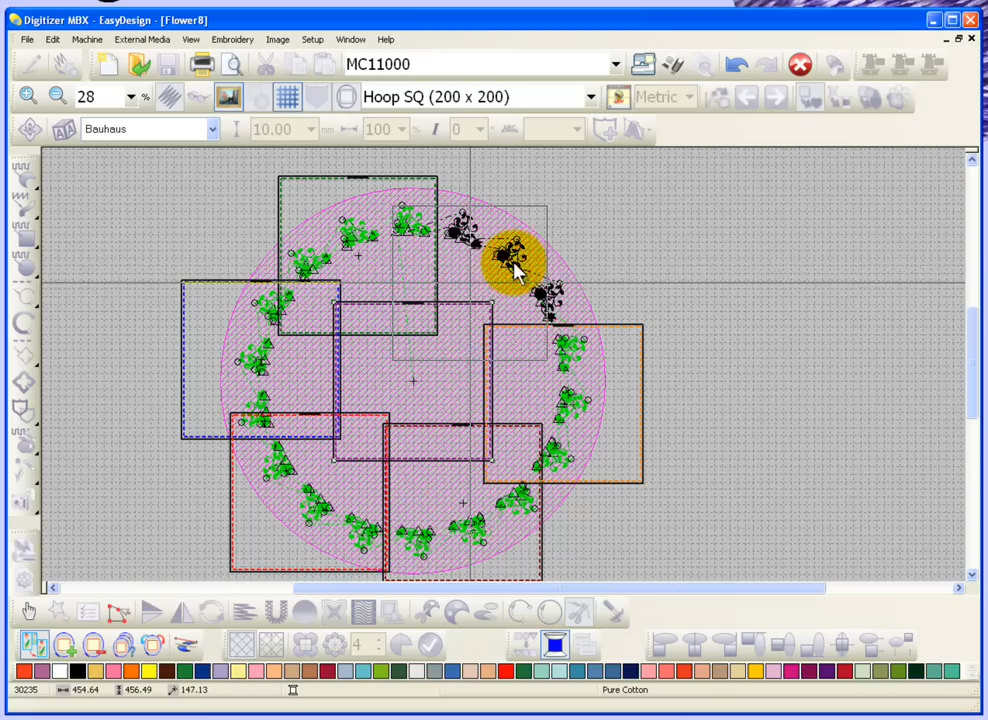 Digitizer MBX - EasyDesign - [Flower8]
File Edit Machine External Media View Embroidery Image Setup Window Help
MC11000
28 % Hoop SQ (200 x 200) Metric
Bauhaus 10.00 mm 100 % 0 °
4
30235 454.64 456.49 147.13 Pure Cotton